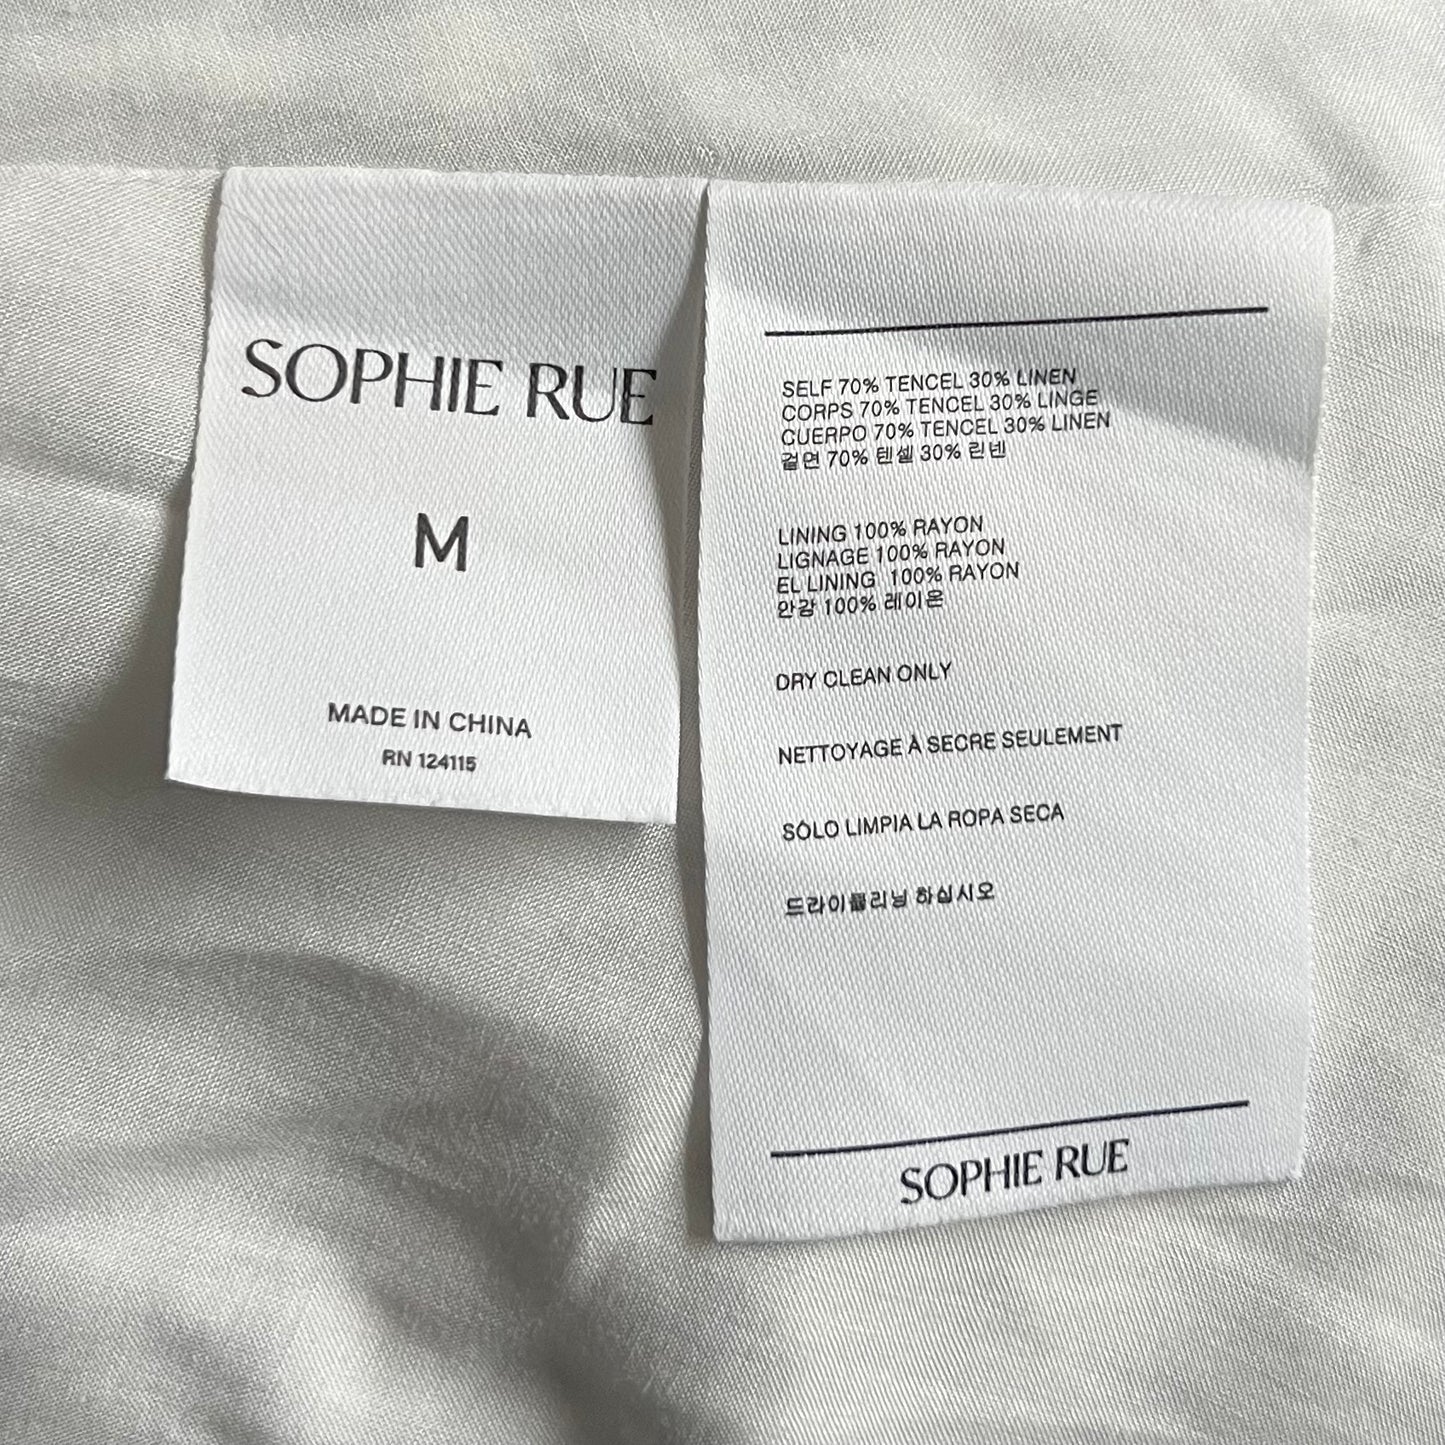 SOPHIE RUE
M
MADE IN CHINA
RN 124115
SELF 70% TENCEL 30% LINEN
CORPS 70% TENCEL 30% LINGE
CUERPO 70% TENCEL 30% LINEN
겉면 70% 텐셀 30% 린넨
LINING 100% RAYON
LIGNAGE 100% RAYON
EL LINING 100% RAYON
안감 100% 레이온
DRY CLEAN ONLY
NETTOYAGE À SECRE SEULEMENT
SÓLO LIMPIA LA ROPA SECA
드라이클리닝 하십시오
SOPHIE RUE